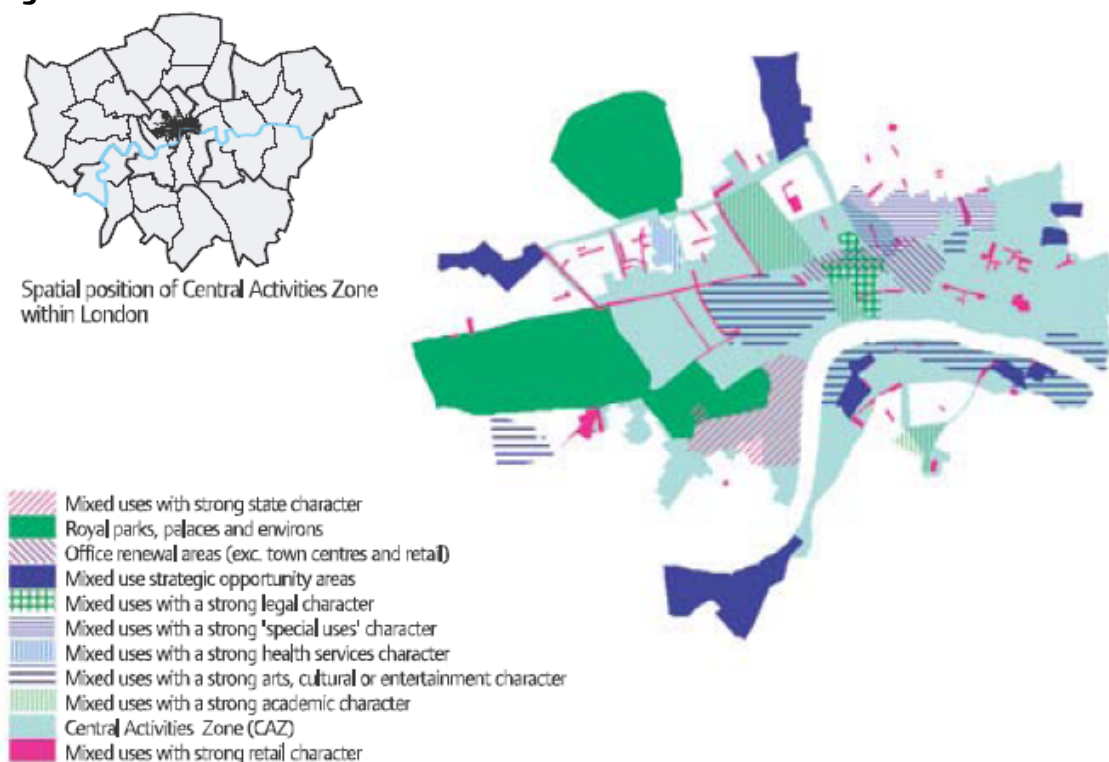 Spatial position of Central Activities Zone
within London
Mixed uses with strong state character
Royal parks, palaces and environs
Office renewal areas (exc. town centres and retail)
Mixed use strategic opportunity areas
Mixed uses with a strong legal character
Mixed uses with a strong 'special uses' character
Mixed uses with a strong health services character
Mixed uses with a strong arts, cultural or entertainment character
Mixed uses with a strong academic character
Central Activities Zone (CAZ)
Mixed uses with strong retail character